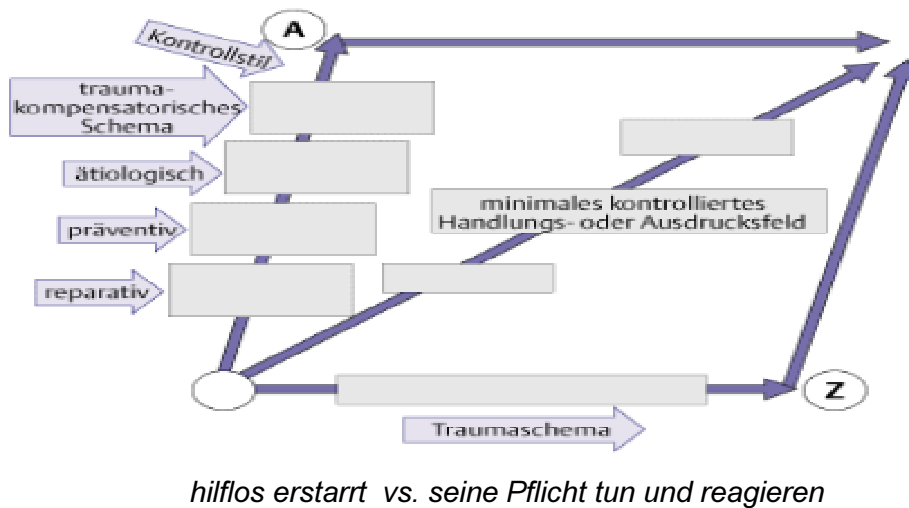 A
Kontrollstil
trauma-
kompensatorisches
Schema
ätiologisch
präventiv
minimales kontrolliertes
Handlungs- oder Ausdrucksfeld
reparativ
Z
Traumaschema
hilflos erstarrt vs. seine Pflicht tun und reagieren